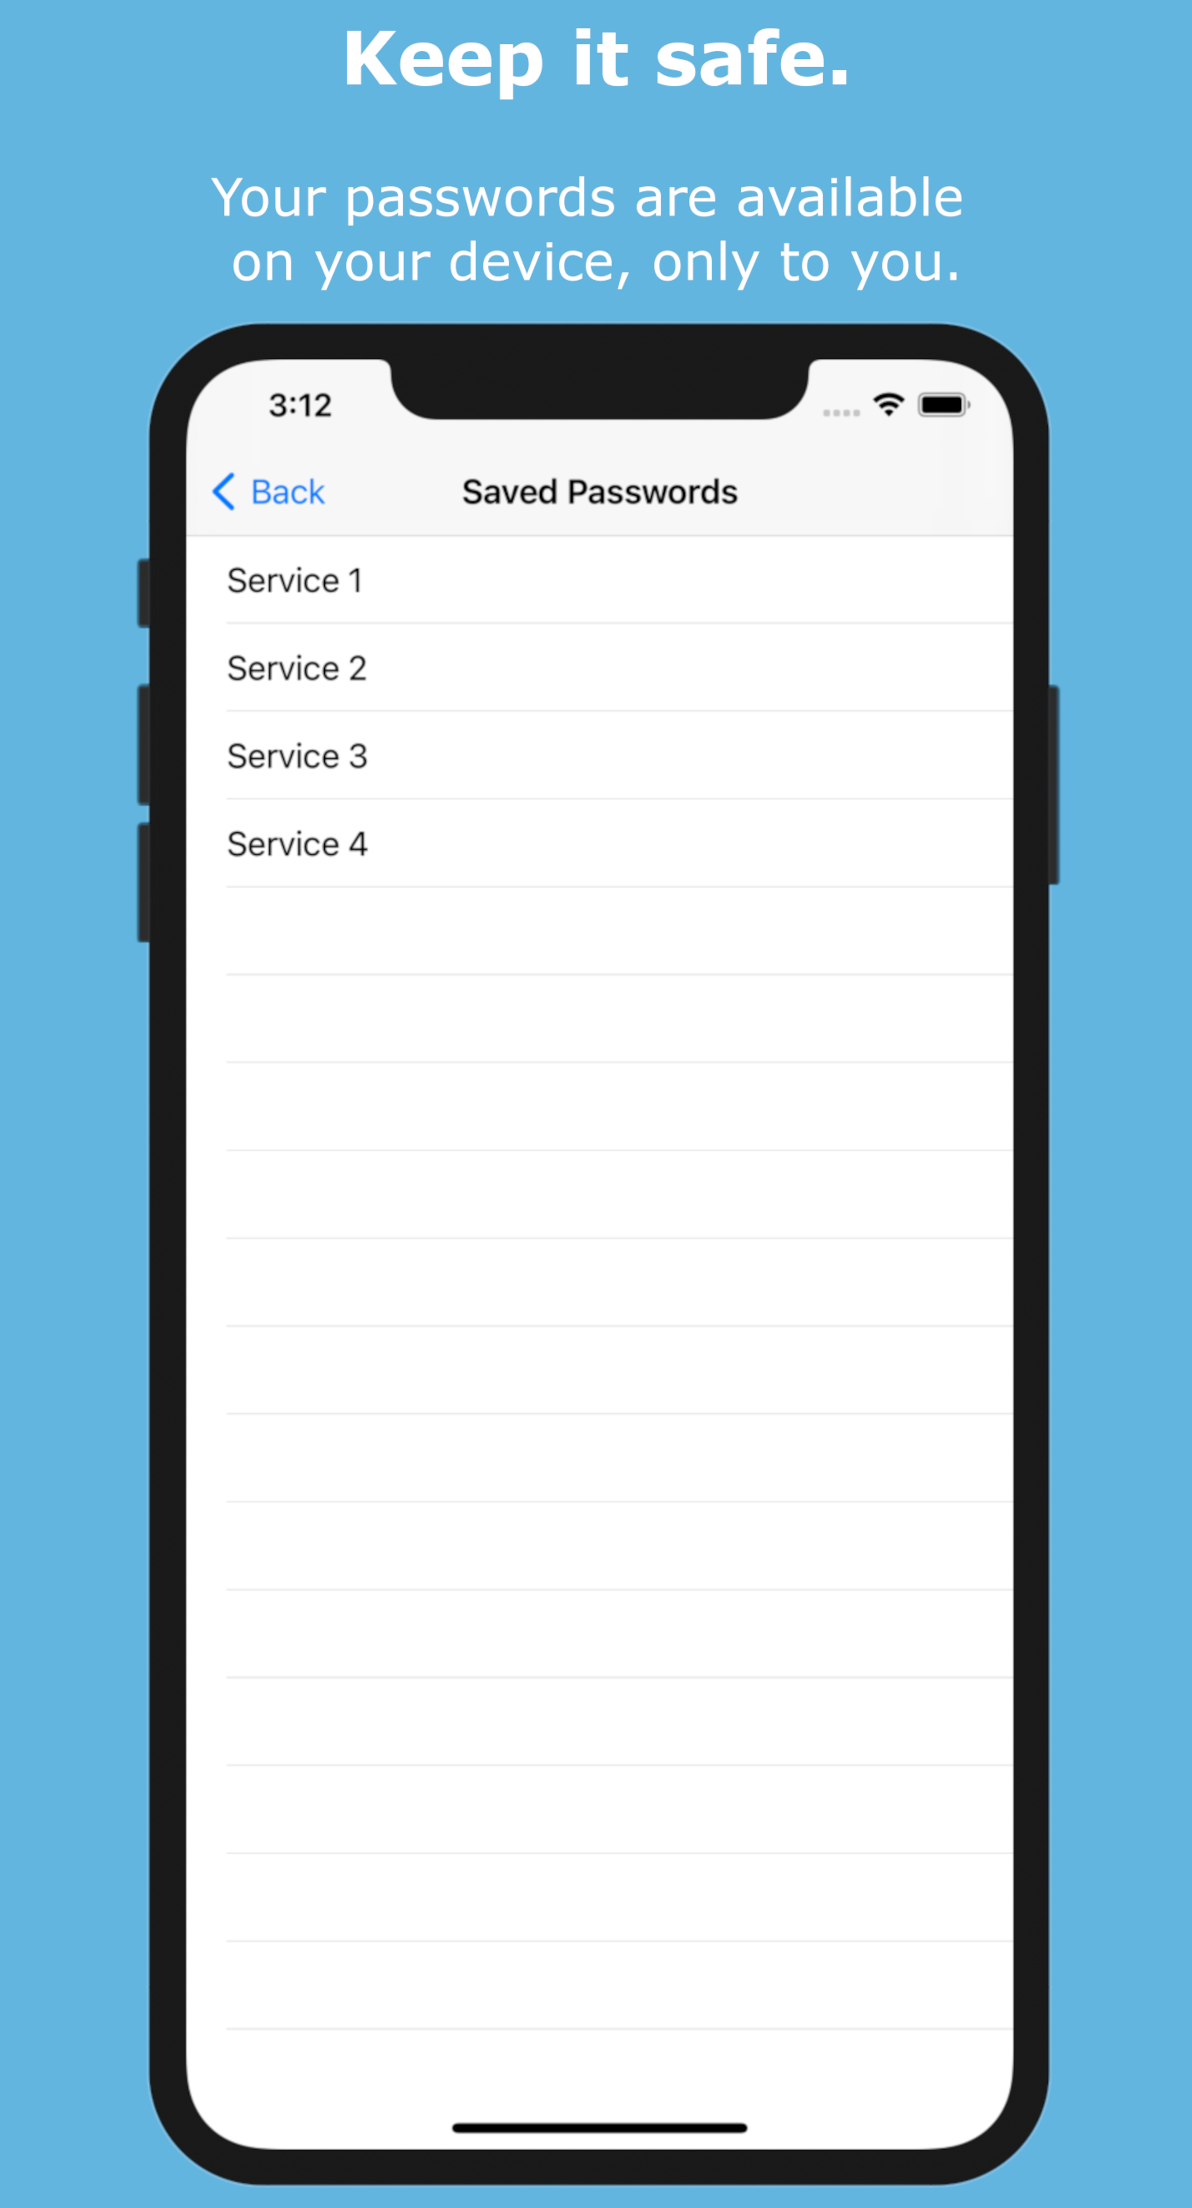 Keep it safe.
Your passwords are available
on your device, only to you.
3:12
Back
Saved Passwords
Service 1
Service 2
Service 3
Service 4